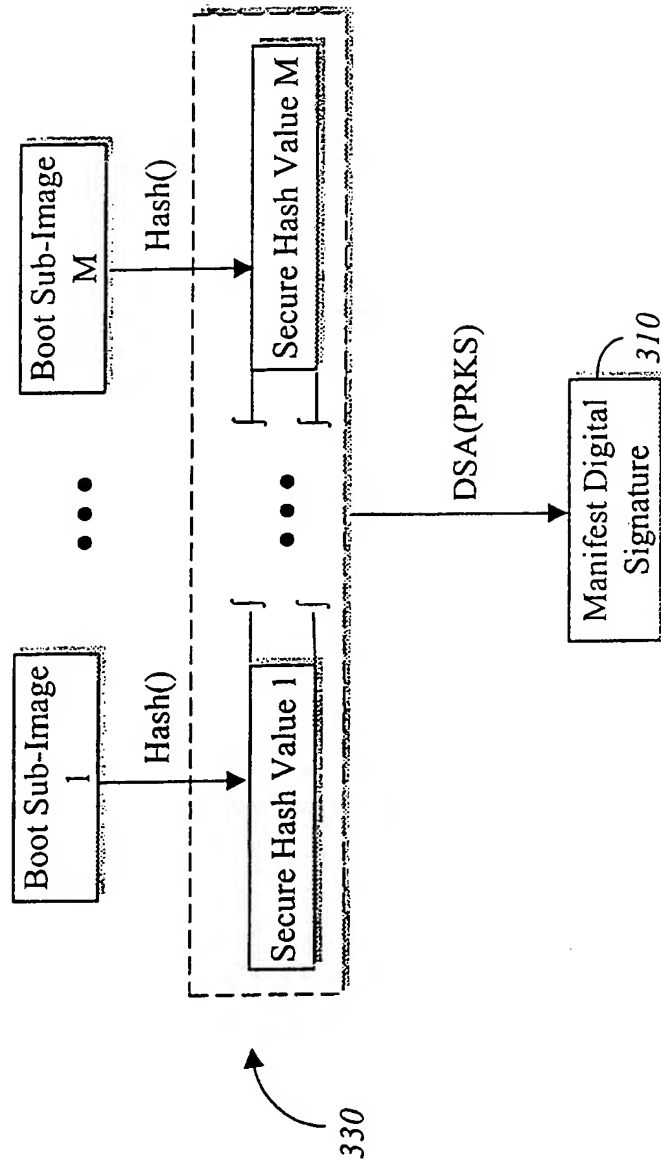 Boot Sub-Image
1
Boot Sub-Image
M
Hash()
Hash()
Secure Hash Value 1
Secure Hash Value M
330
DSA(PRKS)
Manifest Digital
Signature
310